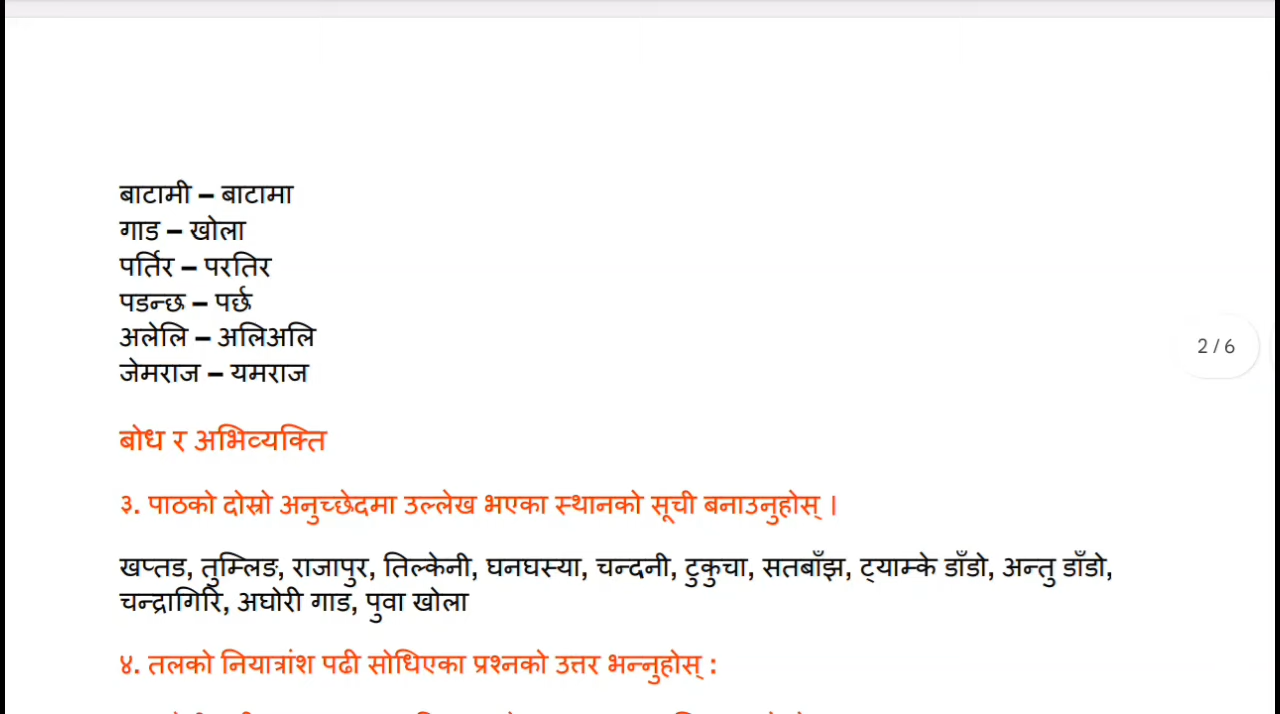 बाटामी – बाटामा
गाड – खोला
पर्तिर – परतिर
पडन्छ – पर्छ
अलेलि – अलिअलि
जेमराज – यमराज
2 / 6
बोध र अभिव्यक्ति
३. पाठको दोस्रो अनुच्छेदमा उल्लेख भएका स्थानको सूची बनाउनुहोस् ।
खप्तड, तुम्लिङ, राजापुर, तिल्केनी, घनघस्या, चन्दनी, टुकुचा, सतबाँझ, ट्याम्के डाँडो, अन्तु डाँडो,
चन्द्रागिरि, अघोरी गाड, पुवा खोला
४. तलको नियात्रांश पढी सोधिएका प्रश्नको उत्तर भन्नुहोस् :